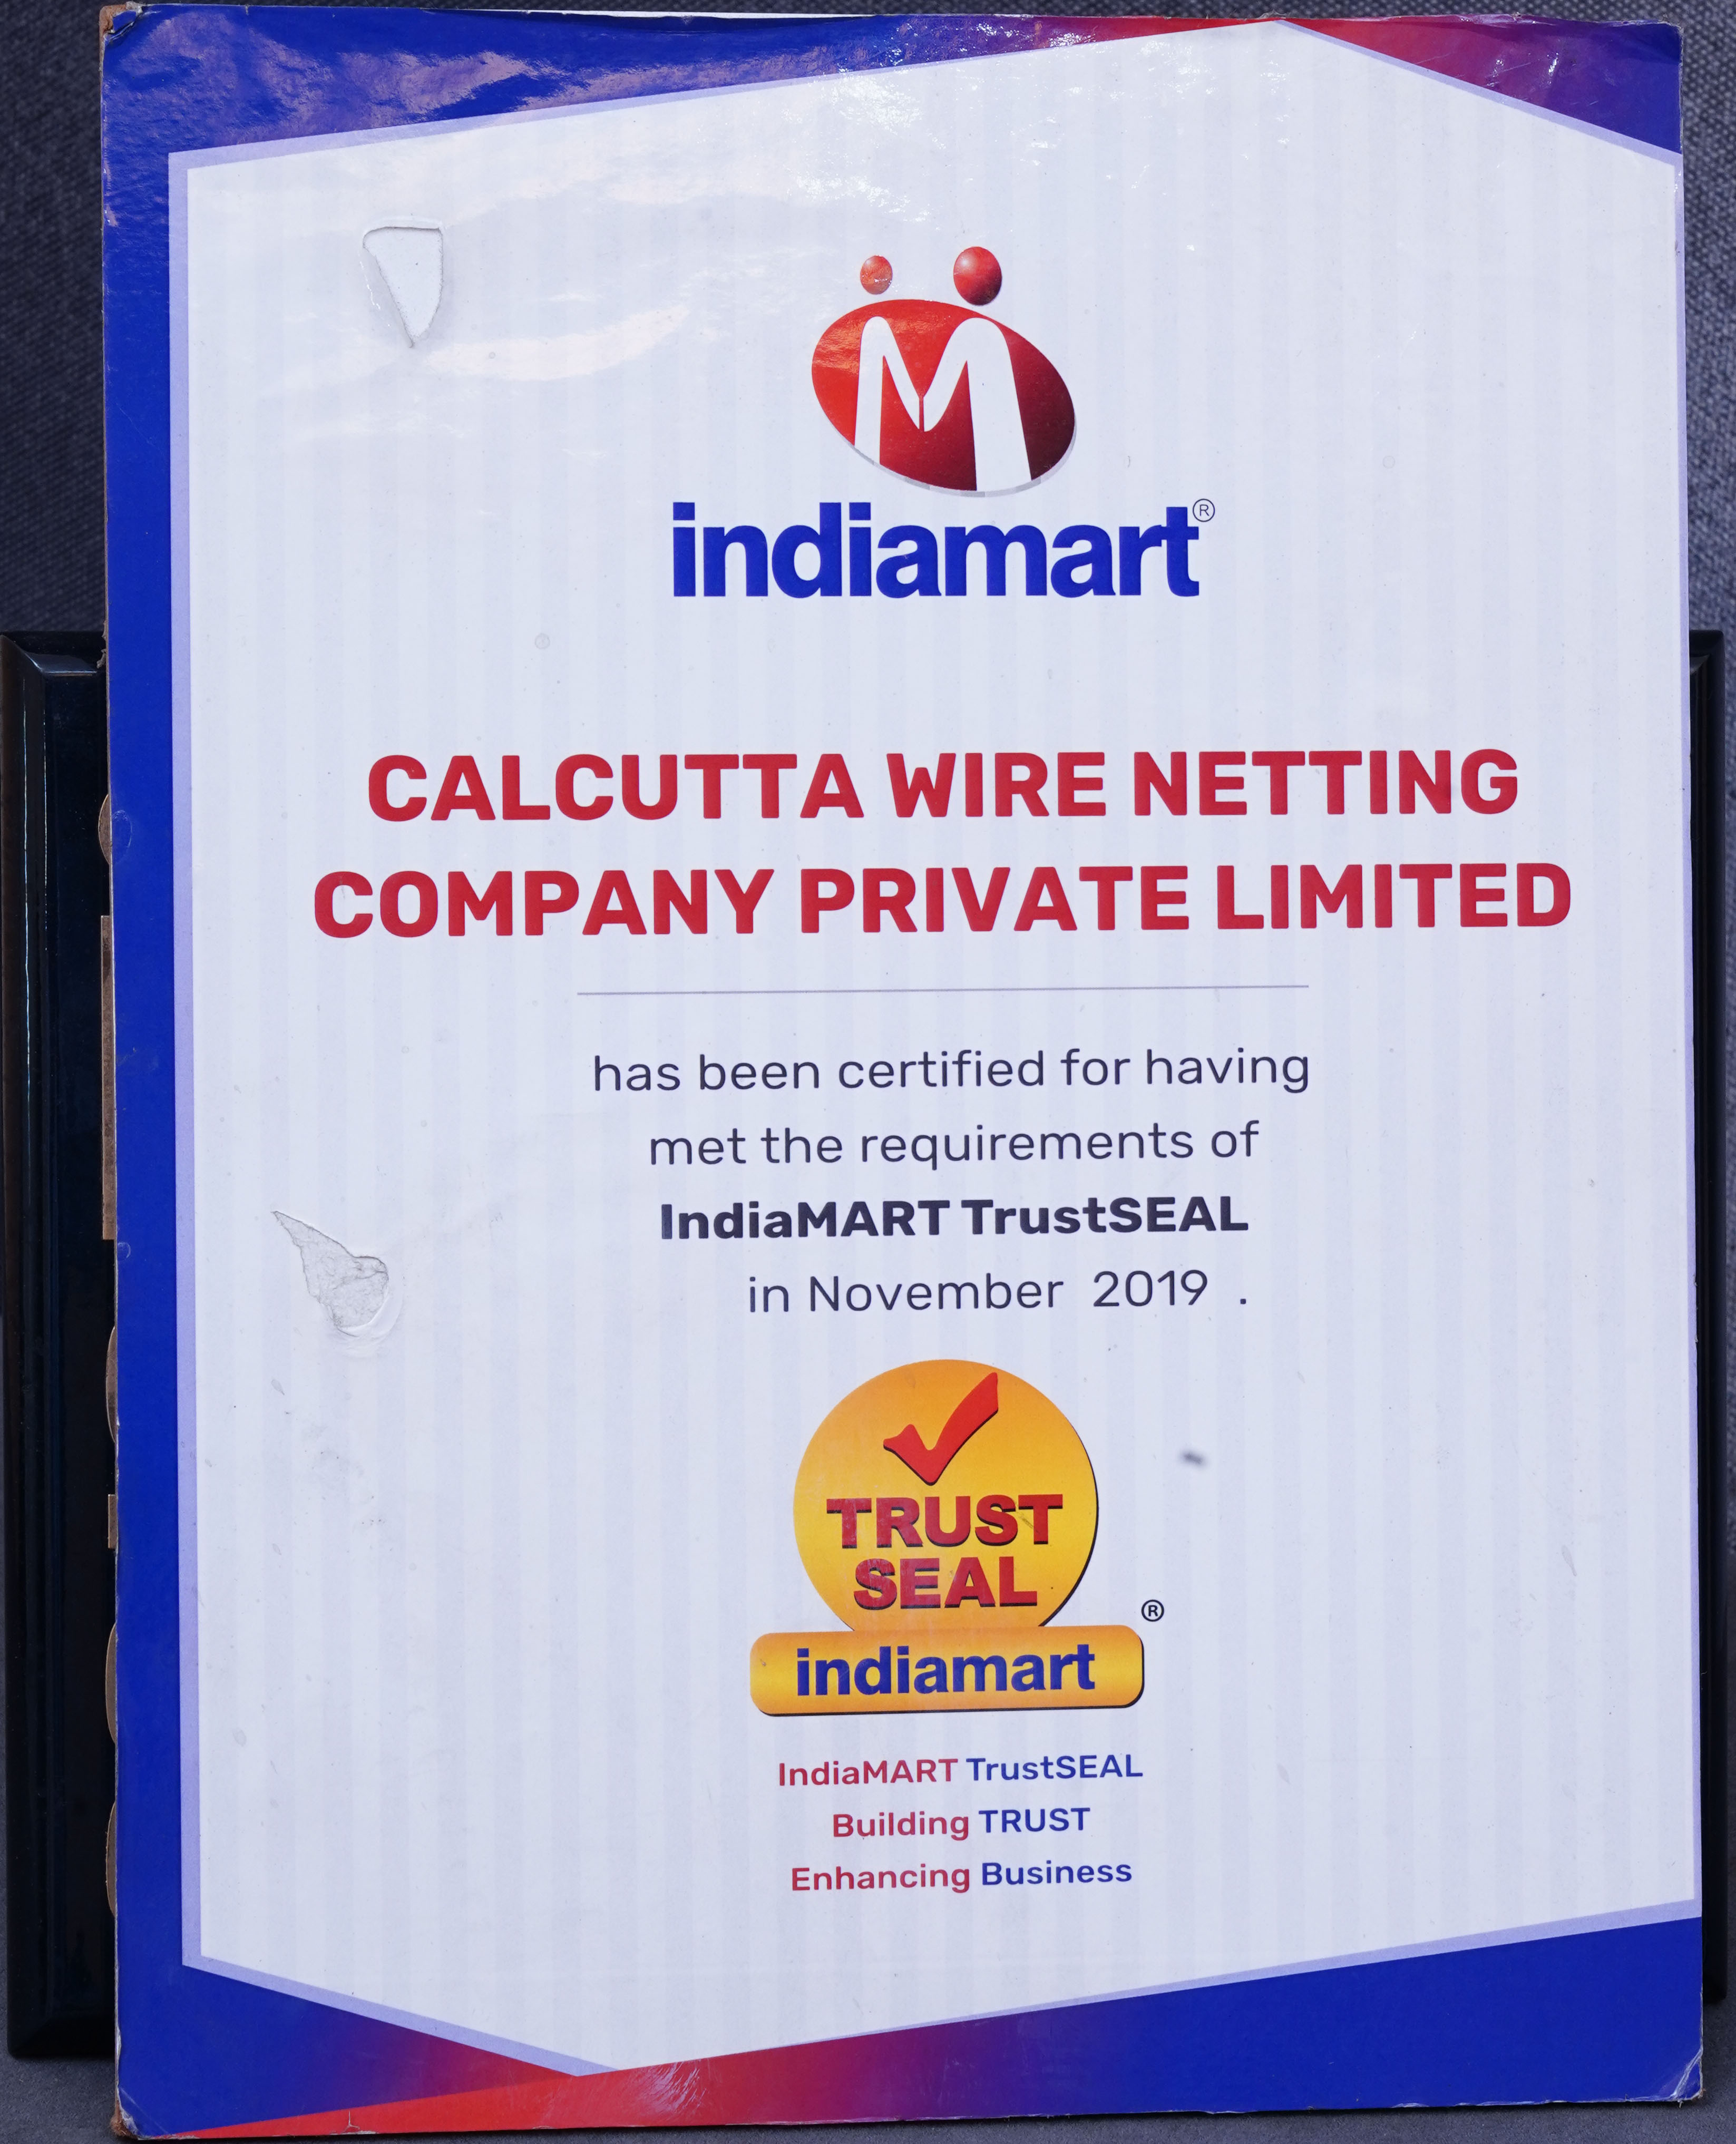 indiamart®
CALCUTTA WIRE NETTING
COMPANY PRIVATE LIMITED
has been certified for having
met the requirements of
IndiaMART TrustSEAL
in November 2019 .
TRUST
SEAL
®
indiamart
IndiaMART TrustSEAL
Building TRUST
Enhancing Business